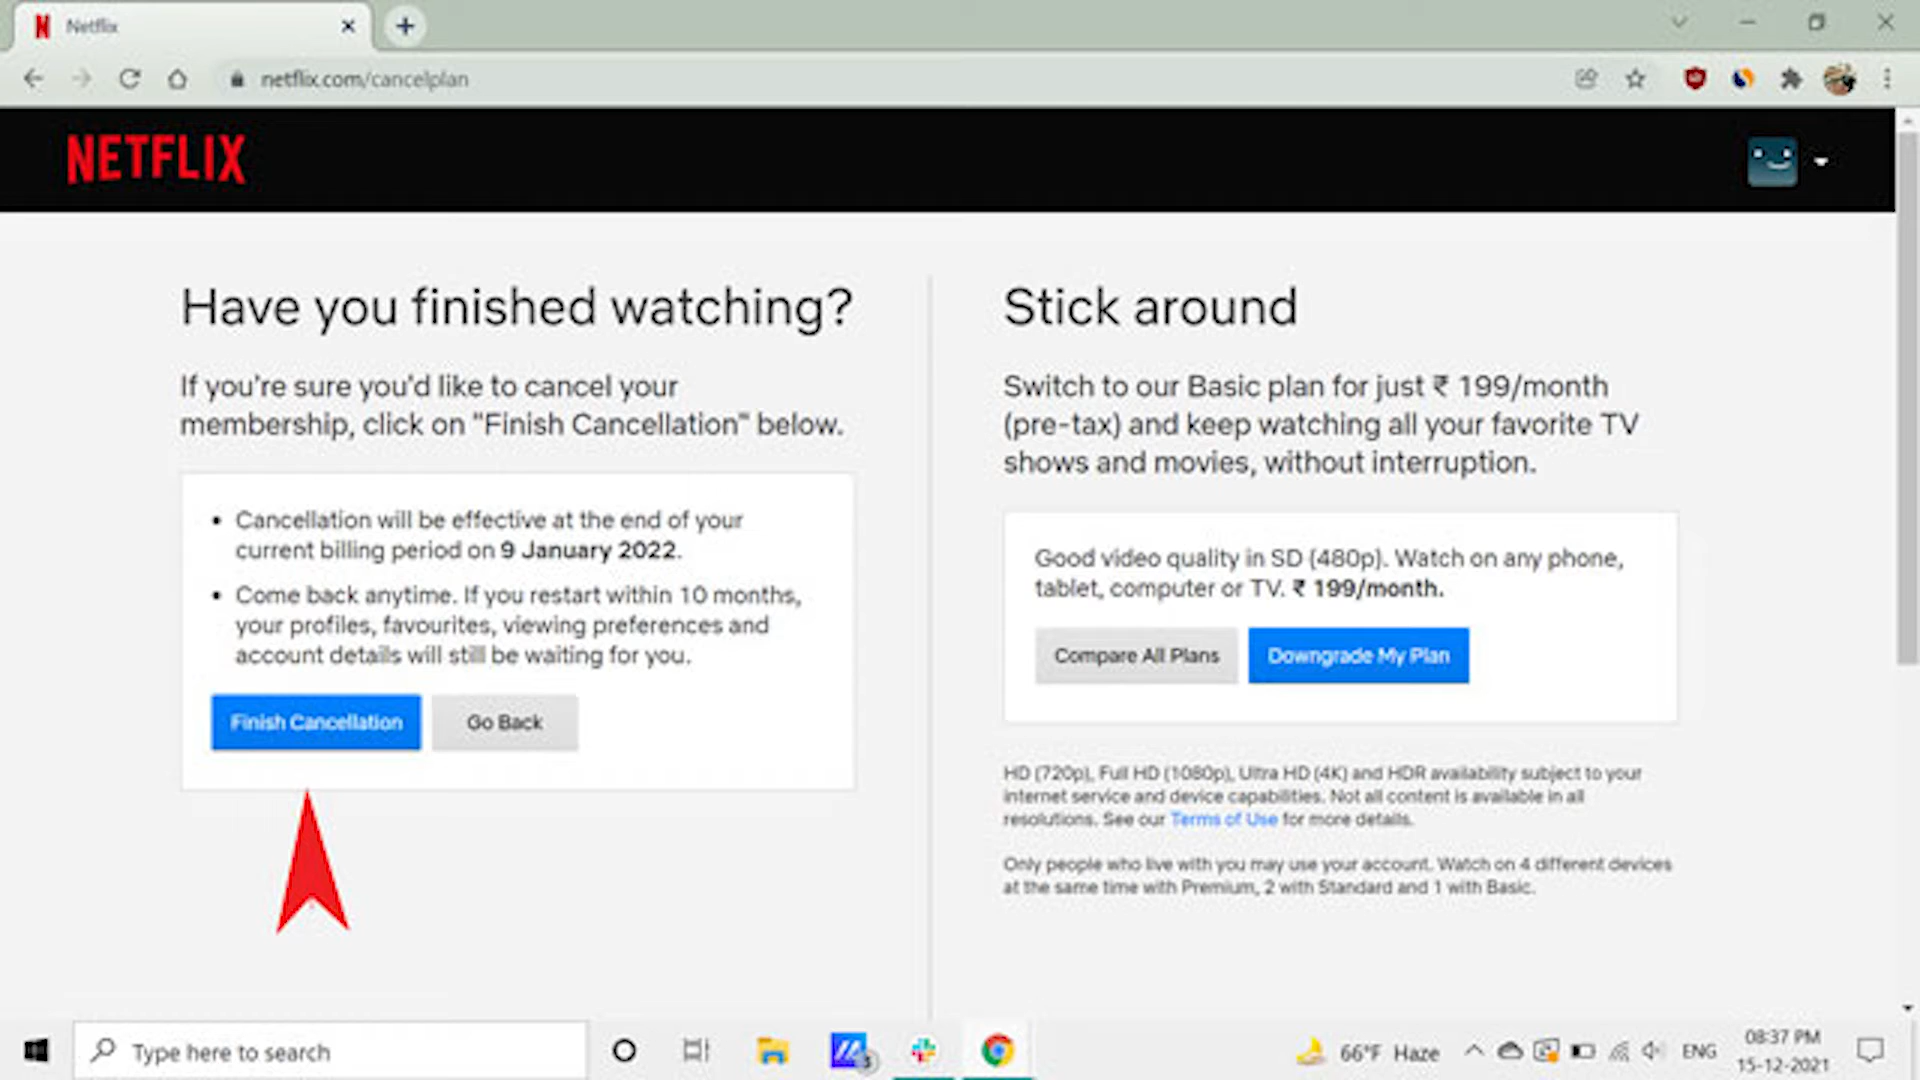 Netflix
netflix.com/cancelplan
NETFLIX
Have you finished watching?
If you're sure you'd like to cancel your
membership, click on "Finish Cancellation" below.
• Cancellation will be effective at the end of your
current billing period on 9 January 2022.
• Come back anytime. If you restart within 10 months,
your profiles, favourites, viewing preferences and
account details will still be waiting for you.
Finish Cancellation
Go Back
Stick around
Switch to our Basic plan for just ₹ 199/month
(pre-tax) and keep watching all your favorite TV
shows and movies, without interruption.
Good video quality in SD (480p). Watch on any phone,
tablet, computer or TV. ₹ 199/month.
Compare All Plans
Downgrade My Plan
HD (720p), Full HD (1080p), Ultra HD (4K) and HDR availability subject to your
internet service and device capabilities. Not all content is available in all
resolutions. See our Terms of Use for more details.
Only people who live with you may use your account. Watch on 4 different devices
at the same time with Premium, 2 with Standard and 1 with Basic.
Type here to search
3
66°F Haze
ENG
08:37 PM
15-12-2021